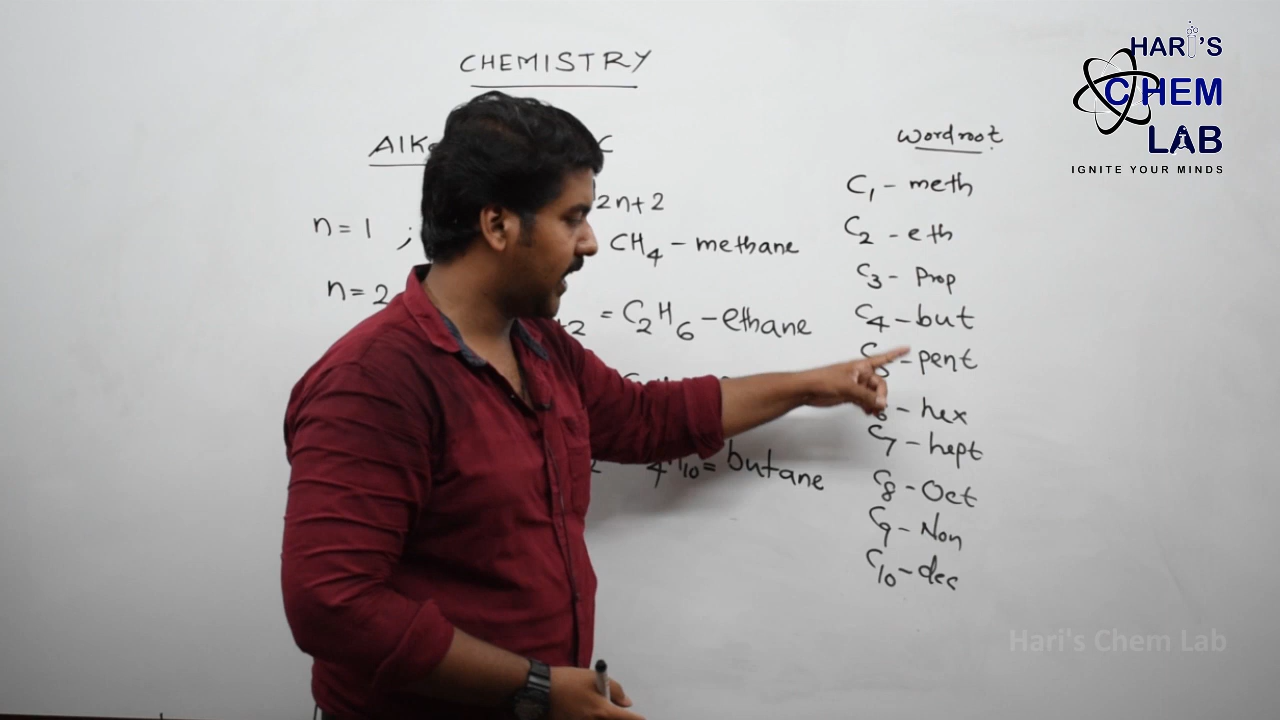 CHEMISTRY
HARI'S
CHEM
LAB
IGNITE YOUR MINDS
C
2n+2
n=1 ;
CH4 - methane
n=2
= C2H6 - ethane
4H10 = butane
Wordroot
C1 - meth
C2 - eth
C3 - Prop
C4 - but
- pent
6 - hex
C7 - hept
C8 - Oct
C9 - Non
C10 - dec
Hari's Chem Lab